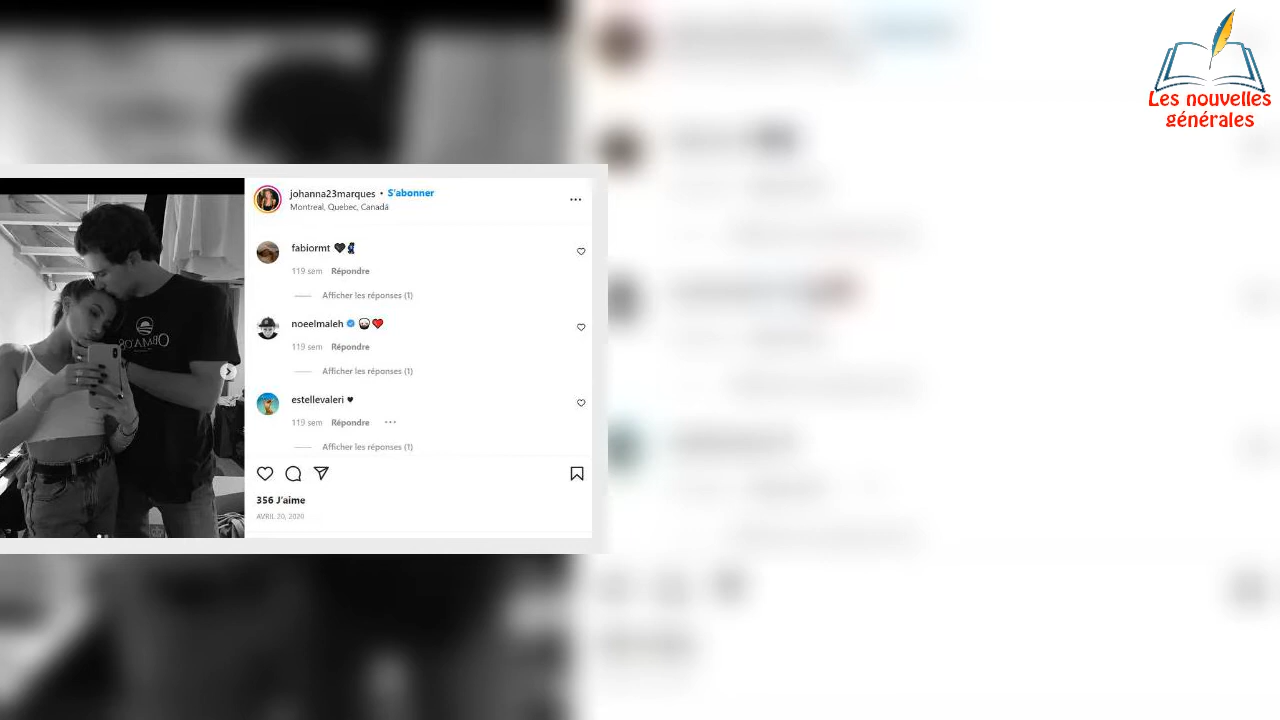 Les nouvelles
générales
johanna23marques • S'abonner
Montreal, Quebec, Canadá
fabiormt 🖤👤
119 sem Répondre
Afficher les réponses (1)
noeelmaleh 🧔🏻❤️
119 sem Répondre
Afficher les réponses (1)
estellevaleri ♥
119 sem Répondre
Afficher les réponses (1)
356 J'aime
AVRIL 20, 2020